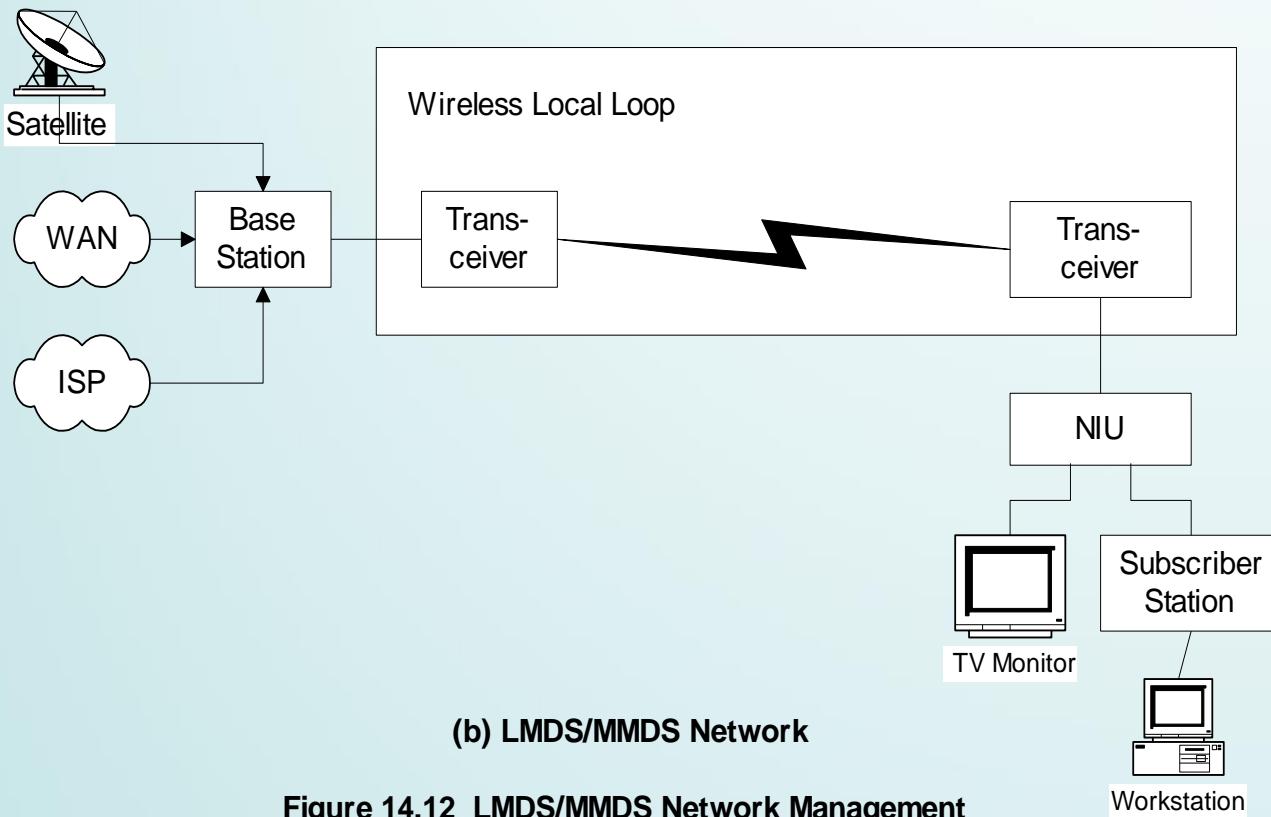 Satellite
WAN
ISP
Base
Station
Wireless Local Loop
Trans-
ceiver
Trans-
ceiver
NIU
TV Monitor
Subscriber
Station
Workstation
(b) LMDS/MMDS Network
Figure 14.12 LMDS/MMDS Network Management